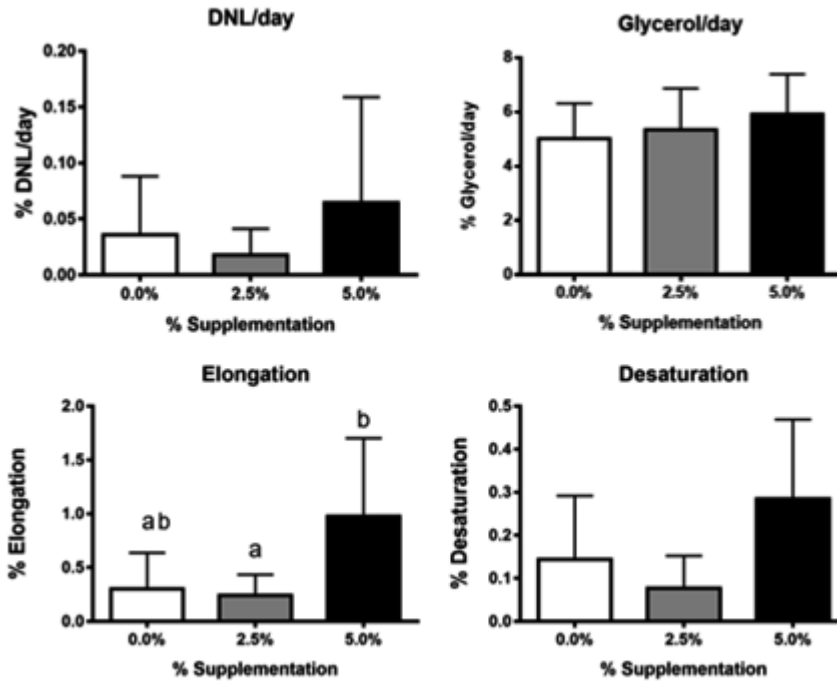 DNL/day
% DNL/day
0.20
0.15
0.10
0.05
0.00
0.0% 2.5% 5.0%
% Supplementation
Glycerol/day
% Glycerol/day
8
6
4
2
0
0.0% 2.5% 5.0%
% Supplementation
Elongation
% Elongation
2.0
1.5
1.0
0.5
0.0
ab
a
b
0.0% 2.5% 5.0%
% Supplementation
Desaturation
% Desaturation
0.5
0.4
0.3
0.2
0.1
0.0
0.0% 2.5% 5.0%
% Supplementation